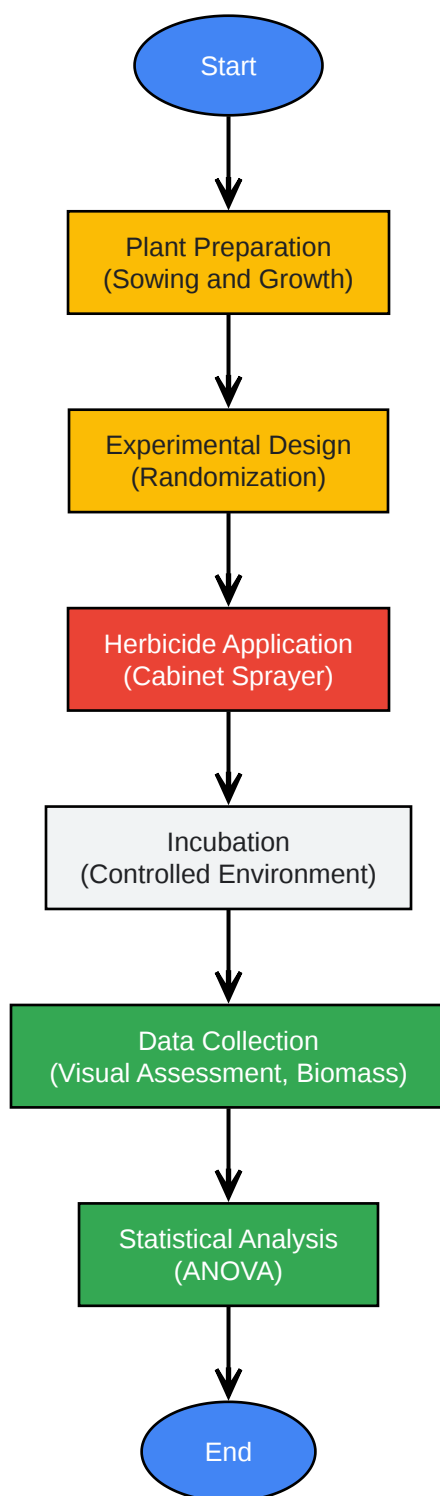 Start
Plant Preparation
(Sowing and Growth)
Experimental Design
(Randomization)
Herbicide Application
(Cabinet Sprayer)
Incubation
(Controlled Environment)
Data Collection
(Visual Assessment, Biomass)
Statistical Analysis
(ANOVA)
End